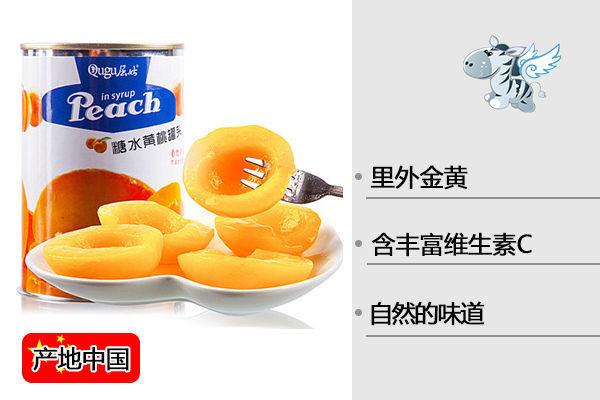 Qugu屈姑
in syrup
Peach
糖水黄桃罐头
里外金黄
含丰富维生素C
自然的味道
产地中国